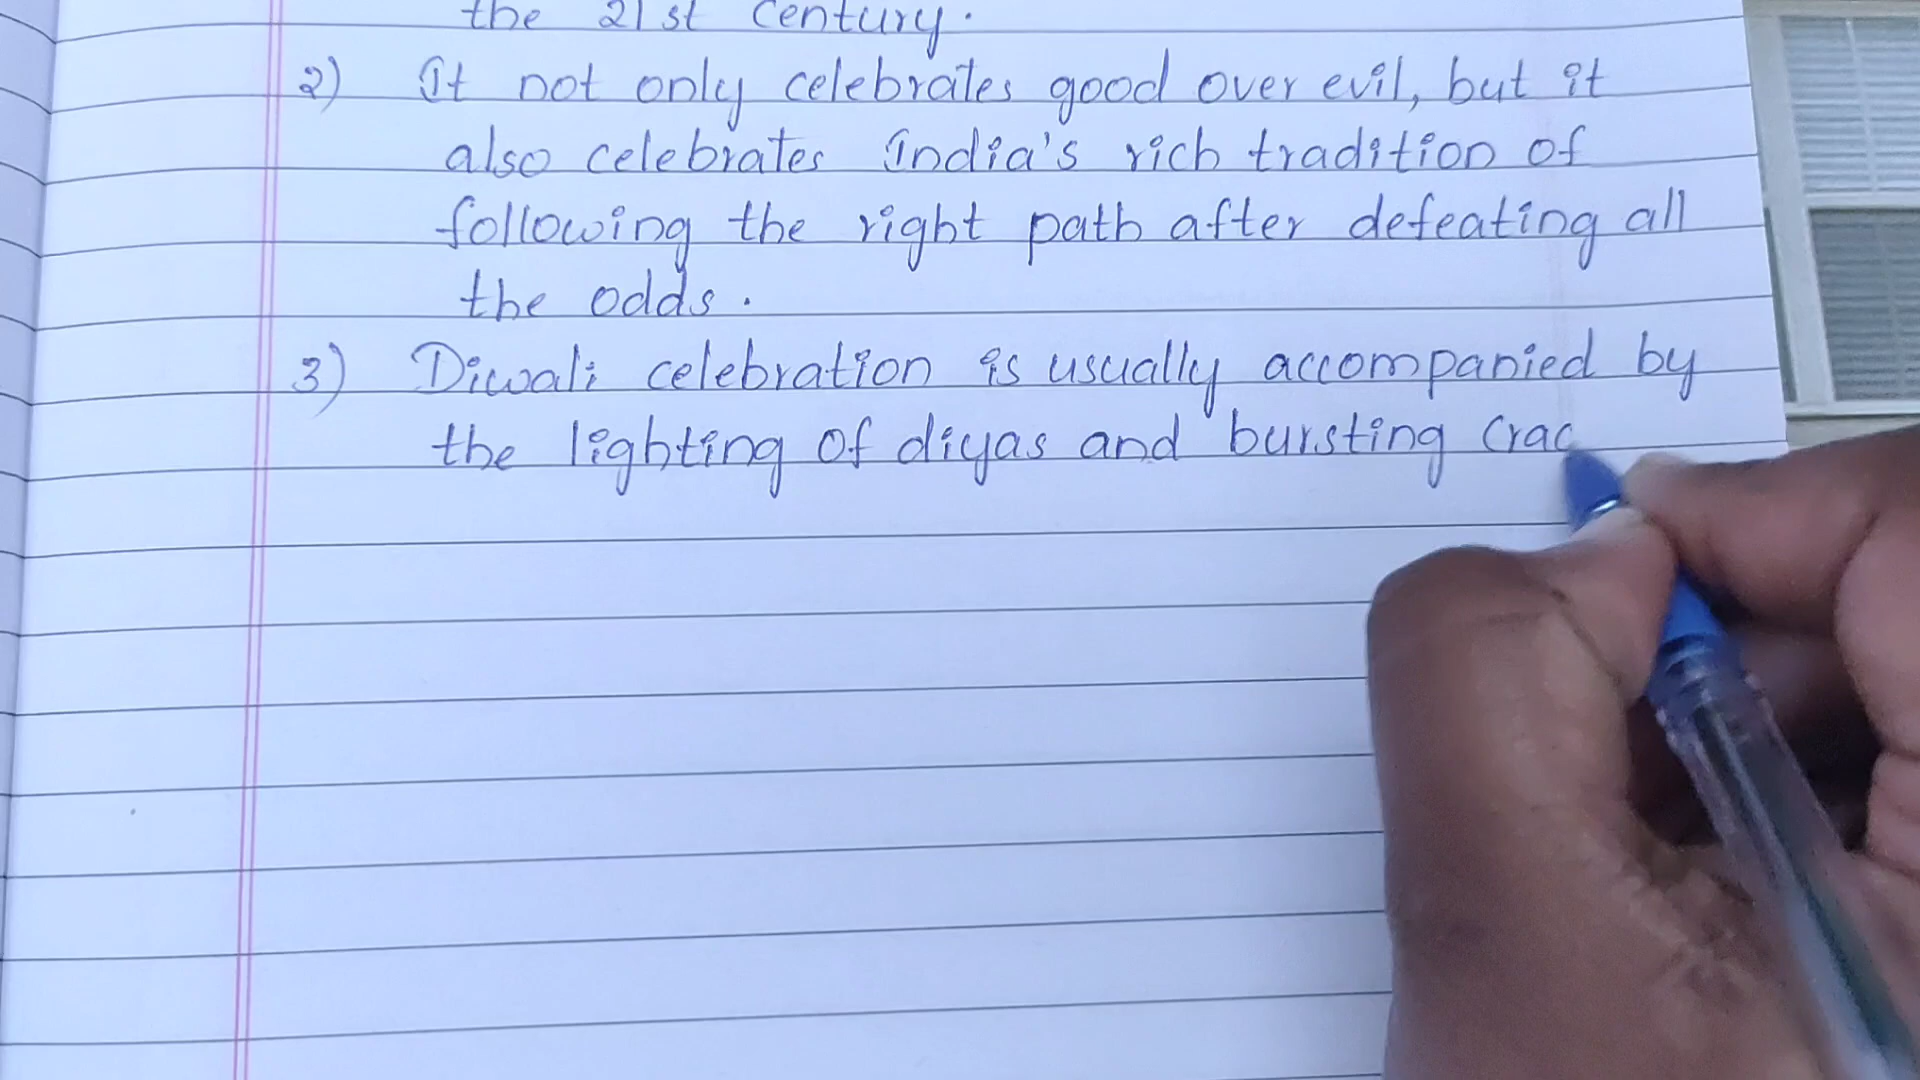 the 21st century.
2) It not only celebrates good over evil, but it
also celebrates India's rich tradition of
following the right path after defeating all
the odds.
3) Diwali celebration is usually accompanied by
the lighting of diyas and bursting crac